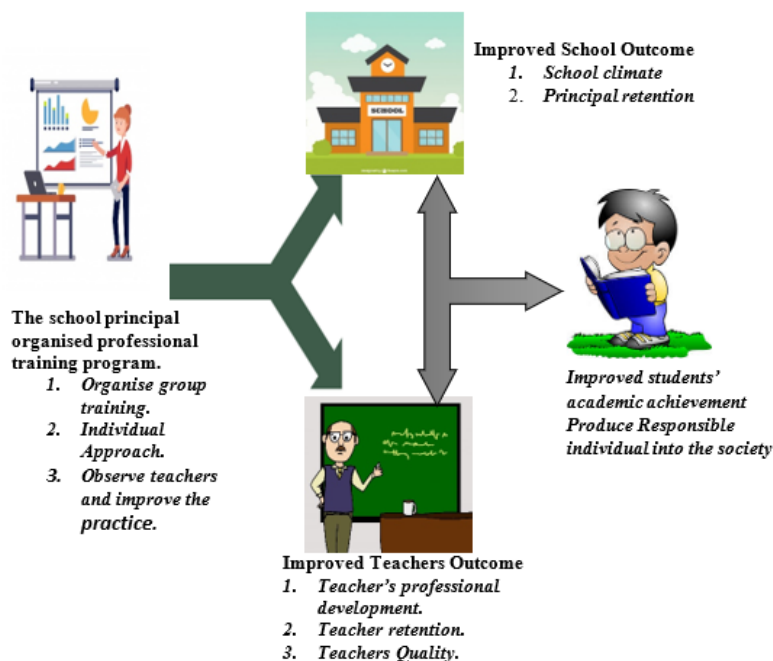 The school principal
organised professional
training program.
1. Organise group
training.
2. Individual
Approach.
3. Observe teachers
and improve the
practice.
SCHOOL
Improved School Outcome
1. School climate
2. Principal retention
Improved students'
academic achievement
Produce Responsible
individual into the society
Improved Teachers Outcome
1. Teacher's professional
development.
2. Teacher retention.
3. Teachers Quality.